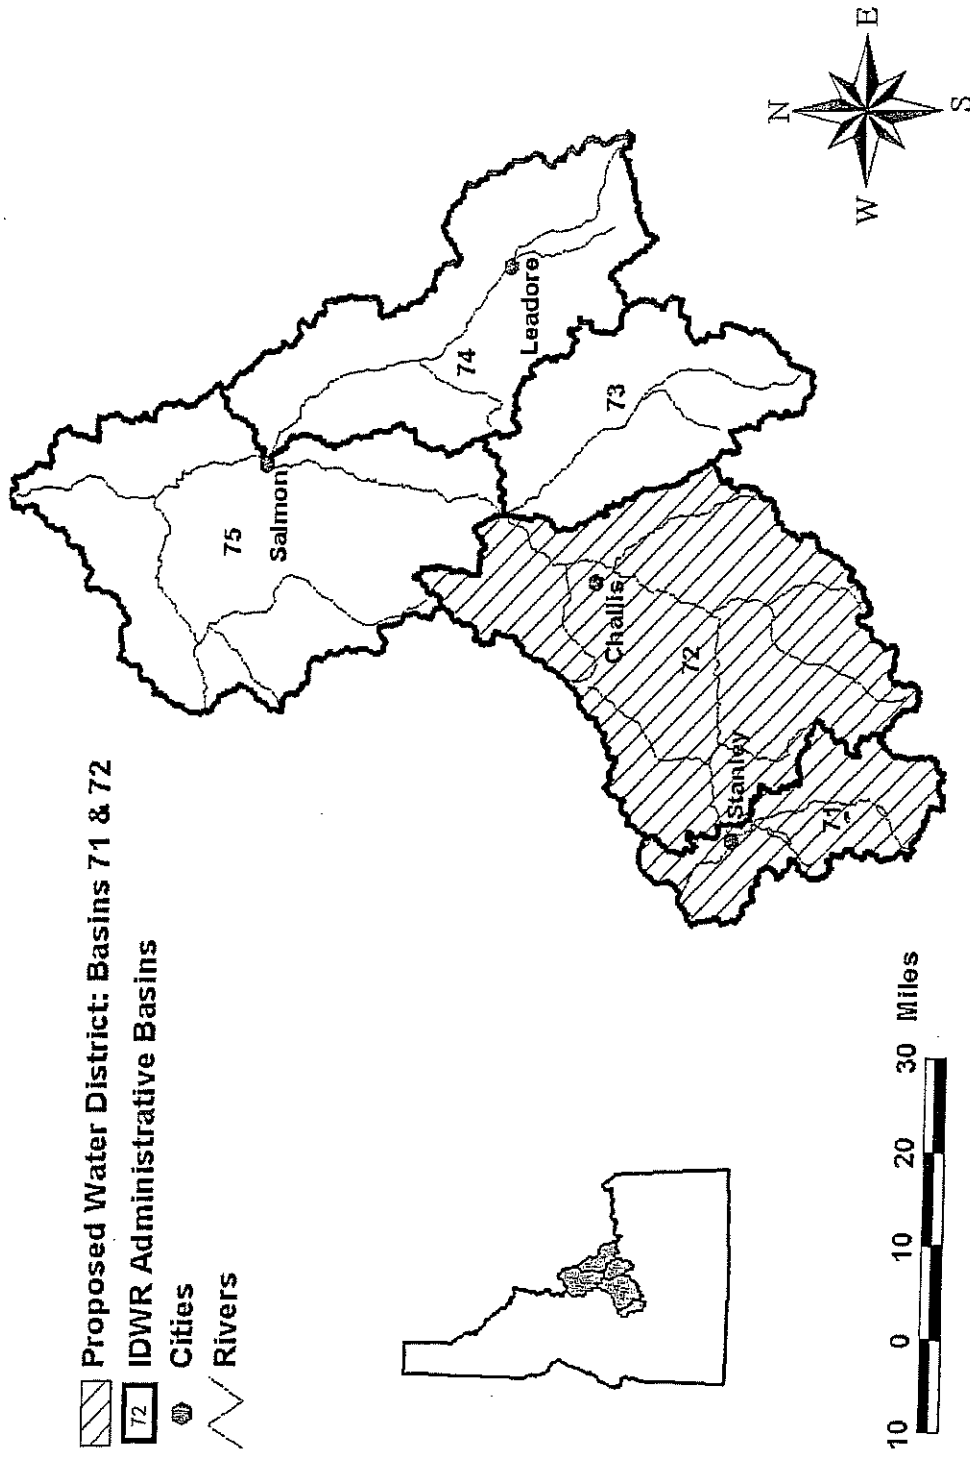 Proposed Water District: Basins 71 & 72
72 IDWR Administrative Basins
Cities
Rivers
75
Salmon
74
Leadore
73
Challis
72
Stanley
71
N
W E
S
10 0 10 20 30 Miles